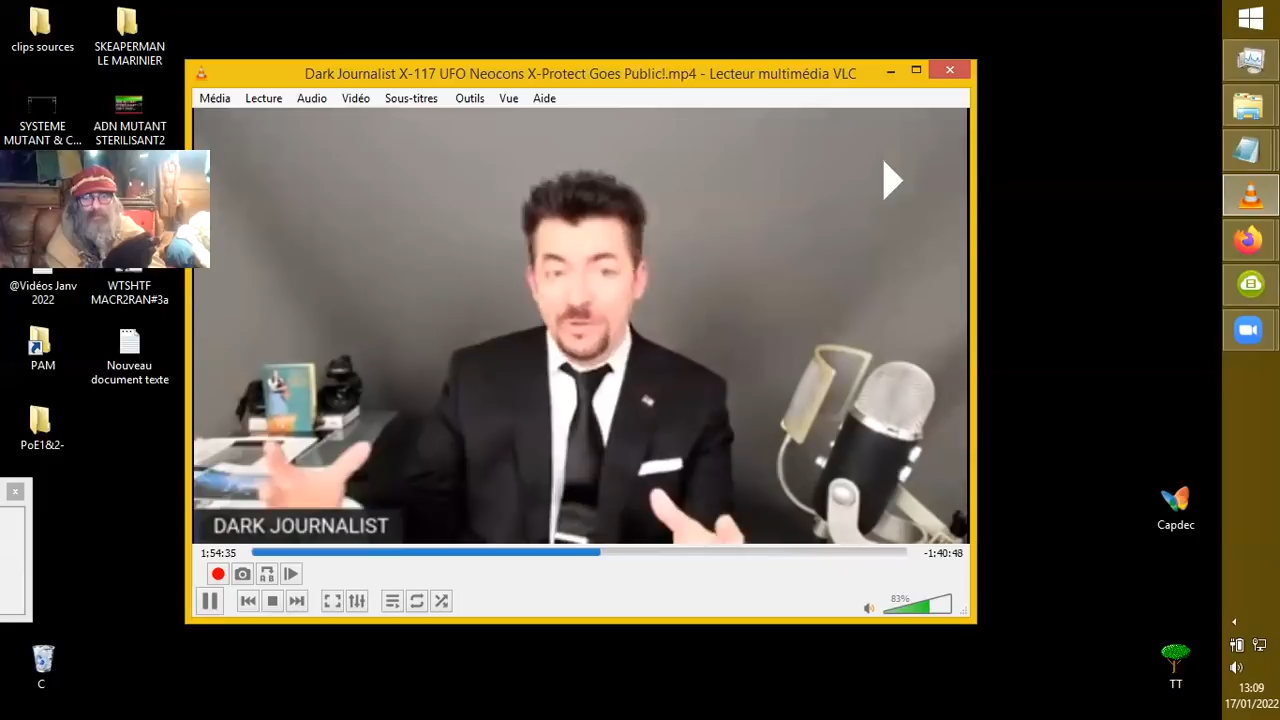 clips sources
SKEAPERMAN
LE MARINIER
SYSTEME
MUTANT & C...
ADN MUTANT
STERILISANT2
@Vidéos Janv
2022
WTSHTF
MACR2RAN#3a
PAM
Nouveau
document texte
PoE1&2-
C
Dark Journalist X-117 UFO Neocons X-Protect Goes Public!.mp4 - Lecteur multimédia VLC
Média Lecture Audio Vidéo Sous-titres Outils Vue Aide
DARK JOURNALIST
1:54:35
-1:40:48
83%
Capdec
TT
13:09
17/01/2022